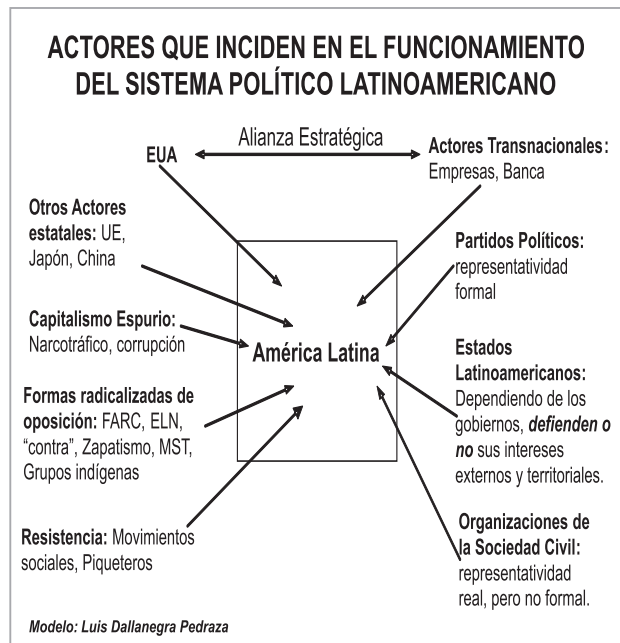 ACTORES QUE INCIDEN EN EL FUNCIONAMIENTO
DEL SISTEMA POLÍTICO LATINOAMERICANO
Alianza Estratégica
EUA
Actores Transnacionales:
Empresas, Banca
Otros Actores
estatales: UE,
Japón, China
Partidos Políticos:
representatividad
formal
Capitalismo Espurio:
Narcotráfico, corrupción
América Latina
Estados
Latinoamericanos:
Dependiendo de los
gobiernos, defienden o
no sus intereses
externos y territoriales.
Formas radicalizadas de
oposición: FARC, ELN,
“contra”, Zapatismo, MST,
Grupos indígenas
Resistencia: Movimientos
sociales, Piqueteros
Organizaciones de
la Sociedad Civil:
representatividad
real, pero no formal.
Modelo: Luis Dallanegra Pedraza